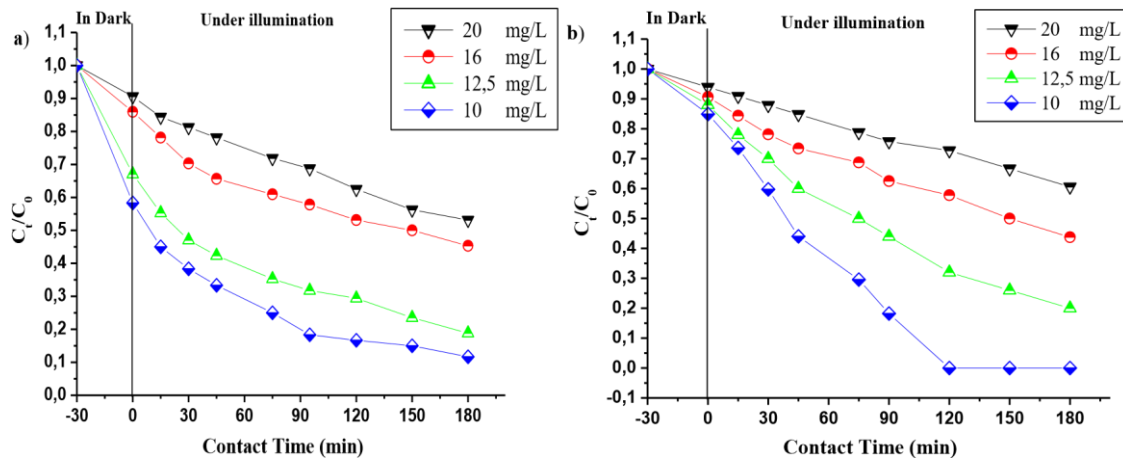 In Dark Under illumination
a)
20 mg/L
16 mg/L
12,5 mg/L
10 mg/L
1,1
1,0
0,9
0,8
0,7
0,6
0,5
0,4
0,3
0,2
0,1
0,0
Ct/C0
-30 0 30 60 90 120 150 180
Contact Time (min)
In Dark Under illumination
b)
20 mg/L
16 mg/L
12,5 mg/L
10 mg/L
1,1
1,0
0,9
0,8
0,7
0,6
0,5
0,4
0,3
0,2
0,1
0,0
-0,1
Ct/C0
-30 0 30 60 90 120 150 180
Contact Time (min)